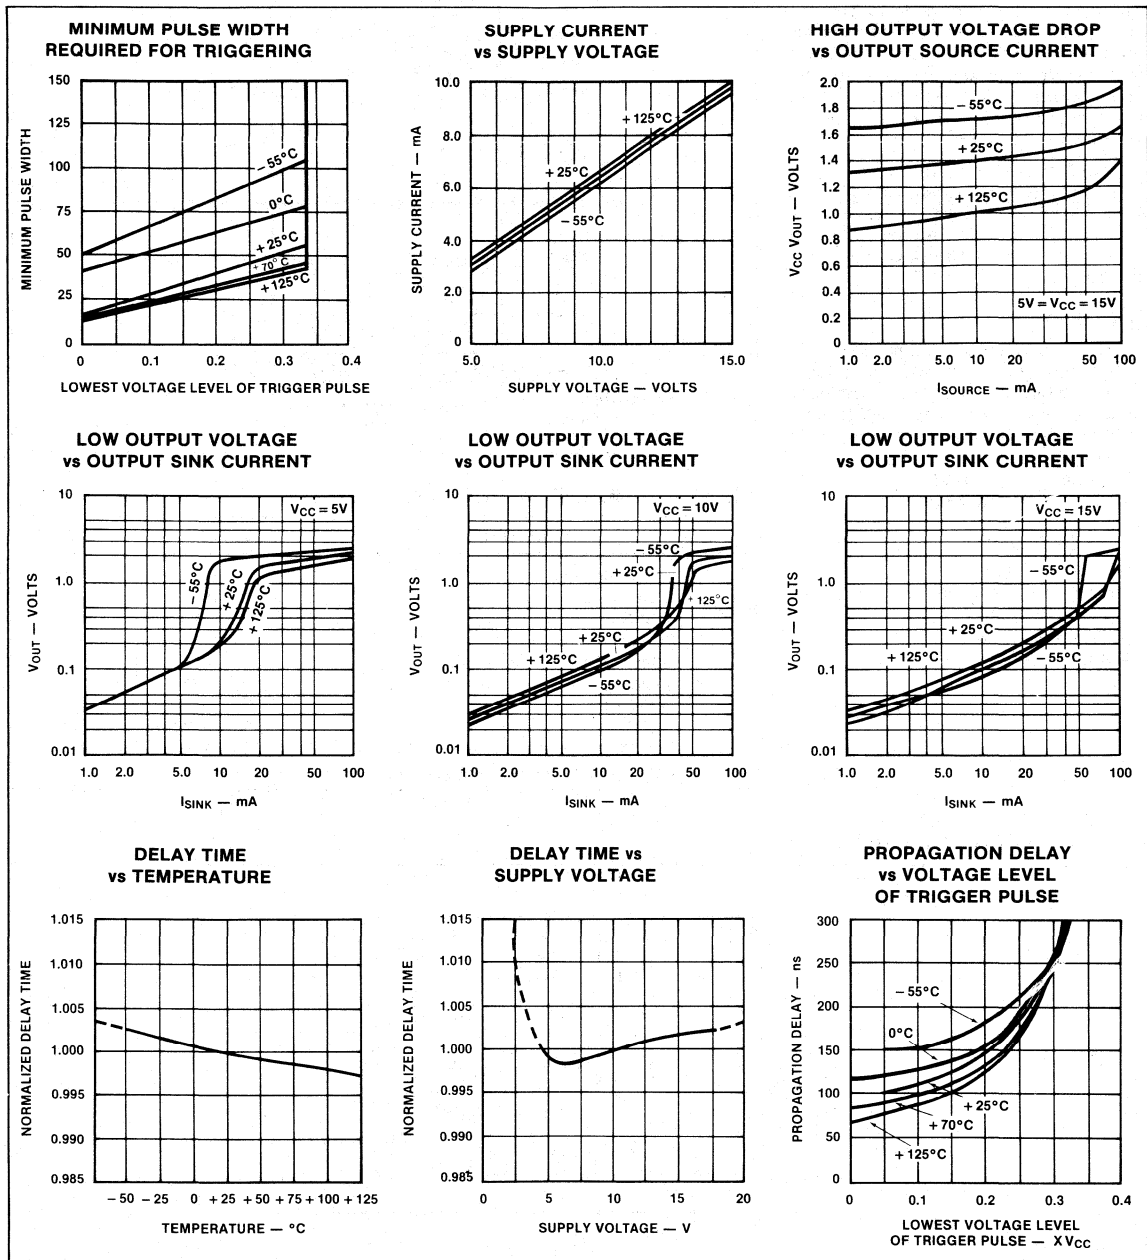 MINIMUM PULSE WIDTH
REQUIRED FOR TRIGGERING
150
125
100
75
50
25
0
MINIMUM PULSE WIDTH
− 55°C
0°C
+ 25°C
+ 70°C
+ 125°C
0 0.1 0.2 0.3 0.4
LOWEST VOLTAGE LEVEL OF TRIGGER PULSE
SUPPLY CURRENT
vs SUPPLY VOLTAGE
10.0
8.0
6.0
4.0
2.0
0
SUPPLY CURRENT — mA
+ 125°C
+ 25°C
− 55°C
5.0 10.0 15.0
SUPPLY VOLTAGE — VOLTS
HIGH OUTPUT VOLTAGE DROP
vs OUTPUT SOURCE CURRENT
2.0
1.8
1.6
1.4
1.2
1.0
0.8
0.6
0.4
0.2
0
VCC VOUT — VOLTS
− 55°C
+ 25°C
+ 125°C
5V = VCC = 15V
1.0 2.0 5.0 10 20 50 100
ISOURCE — mA
LOW OUTPUT VOLTAGE
vs OUTPUT SINK CURRENT
10
1.0
0.1
0.01
VOUT — VOLTS
VCC = 5V
− 55°C
+ 25°C
+ 125°C
1.0 2.0 5.0 10 20 50 100
ISINK — mA
LOW OUTPUT VOLTAGE
vs OUTPUT SINK CURRENT
10
1.0
0.1
0.01
VOUT — VOLTS
VCC = 10V
− 55°C
+ 25°C
+ 125°C
+ 25°C
+ 125°C
− 55°C
1.0 2.0 5.0 10 20 50 100
ISINK — mA
LOW OUTPUT VOLTAGE
vs OUTPUT SINK CURRENT
10
1.0
0.1
0.01
VOUT — VOLTS
VCC = 15V
− 55°C
+ 25°C
+ 125°C
− 55°C
1.0 2.0 5.0 10 20 50 100
ISINK — mA
DELAY TIME
vs TEMPERATURE
1.015
1.010
1.005
1.000
0.995
0.990
0.985
NORMALIZED DELAY TIME
− 50 − 25 0 + 25 + 50 + 75 + 100 + 125
TEMPERATURE — °C
DELAY TIME vs
SUPPLY VOLTAGE
1.015
1.010
1.005
1.000
0.995
0.990
0.985
NORMALIZED DELAY TIME
0 5 10 15 20
SUPPLY VOLTAGE — V
PROPAGATION DELAY
vs VOLTAGE LEVEL
OF TRIGGER PULSE
300
250
200
150
100
50
0
PROPAGATION DELAY — ns
− 55°C
0°C
+ 25°C
+ 70°C
+ 125°C
0 0.1 0.2 0.3 0.4
LOWEST VOLTAGE LEVEL
OF TRIGGER PULSE — X VCC